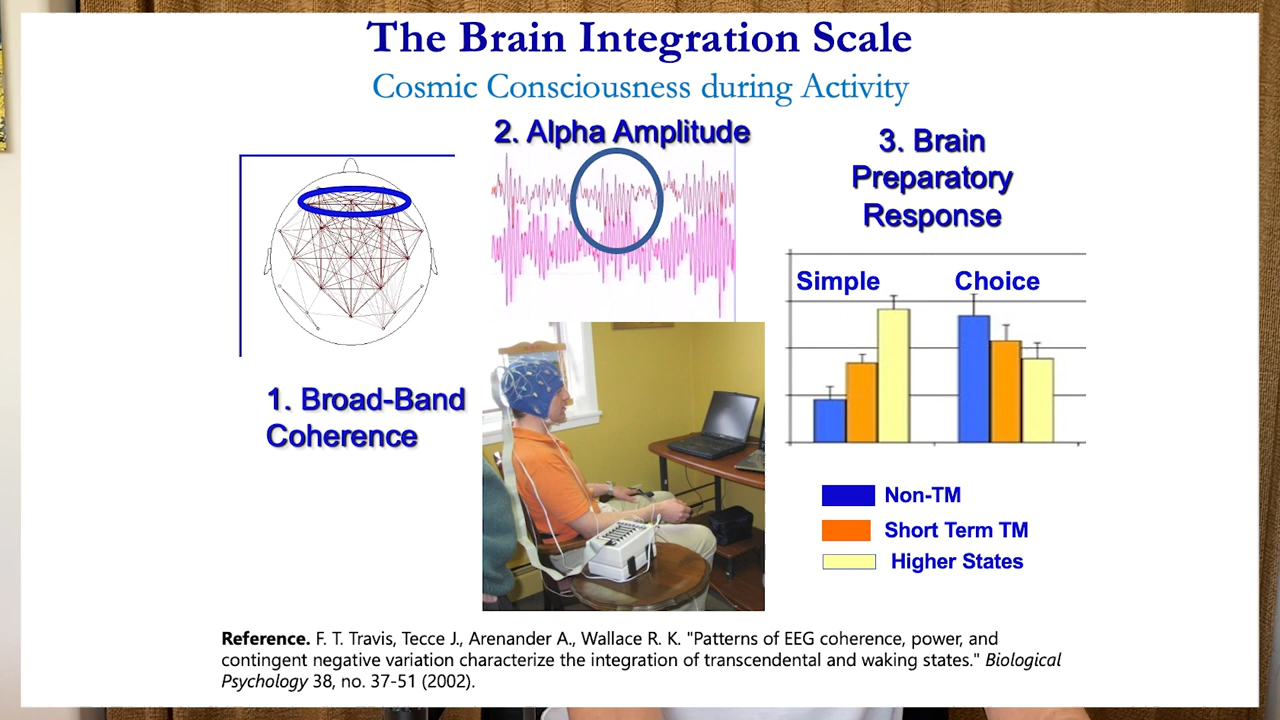 The Brain Integration Scale
Cosmic Consciousness during Activity
2. Alpha Amplitude
3. Brain
Preparatory
Response
Simple
Choice
1. Broad-Band
Coherence
Non-TM
Short Term TM
Higher States
Reference. F. T. Travis, Tecce J., Arenander A., Wallace R. K. "Patterns of EEG coherence, power, and
contingent negative variation characterize the integration of transcendental and waking states." Biological
Psychology 38, no. 37-51 (2002).